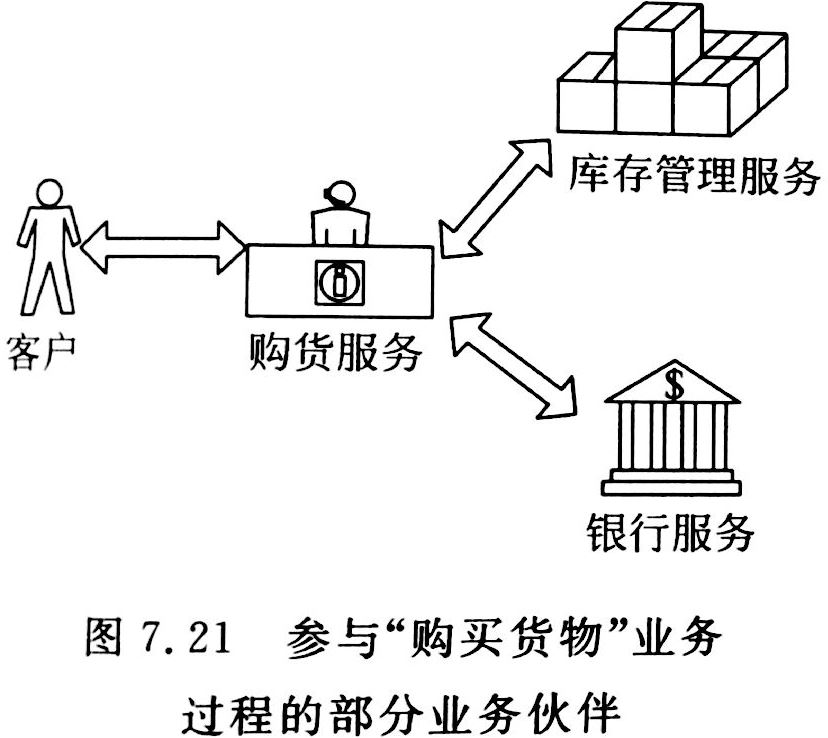 库存管理服务
客户
购货服务
$
银行服务
图 7.21 参与“购买货物”业务
过程的部分业务伙伴